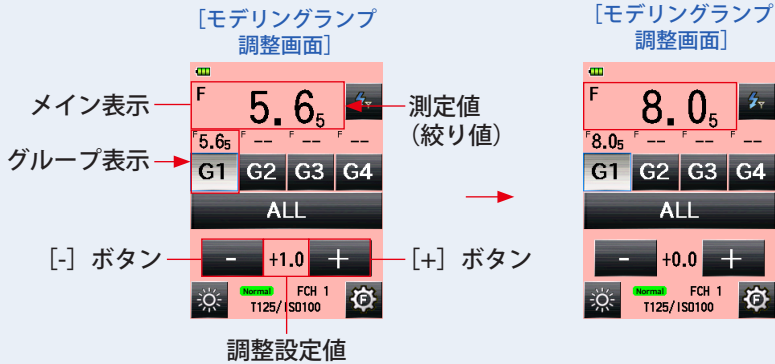 [モデリングランプ
調整画面]
F
5.65
メイン表示
測定値
(絞り値)
F5.65 F-- F-- F--
グループ表示
G1 G2 G3 G4
ALL
[-] ボタン
- +1.0 +
[+] ボタン
Normal FCH 1
T125/ISO100
F
調整設定値
[モデリングランプ
調整画面]
F
8.05
F8.05 F-- F-- F--
G1 G2 G3 G4
ALL
- +0.0 +
Normal FCH 1
T125/ISO100
F